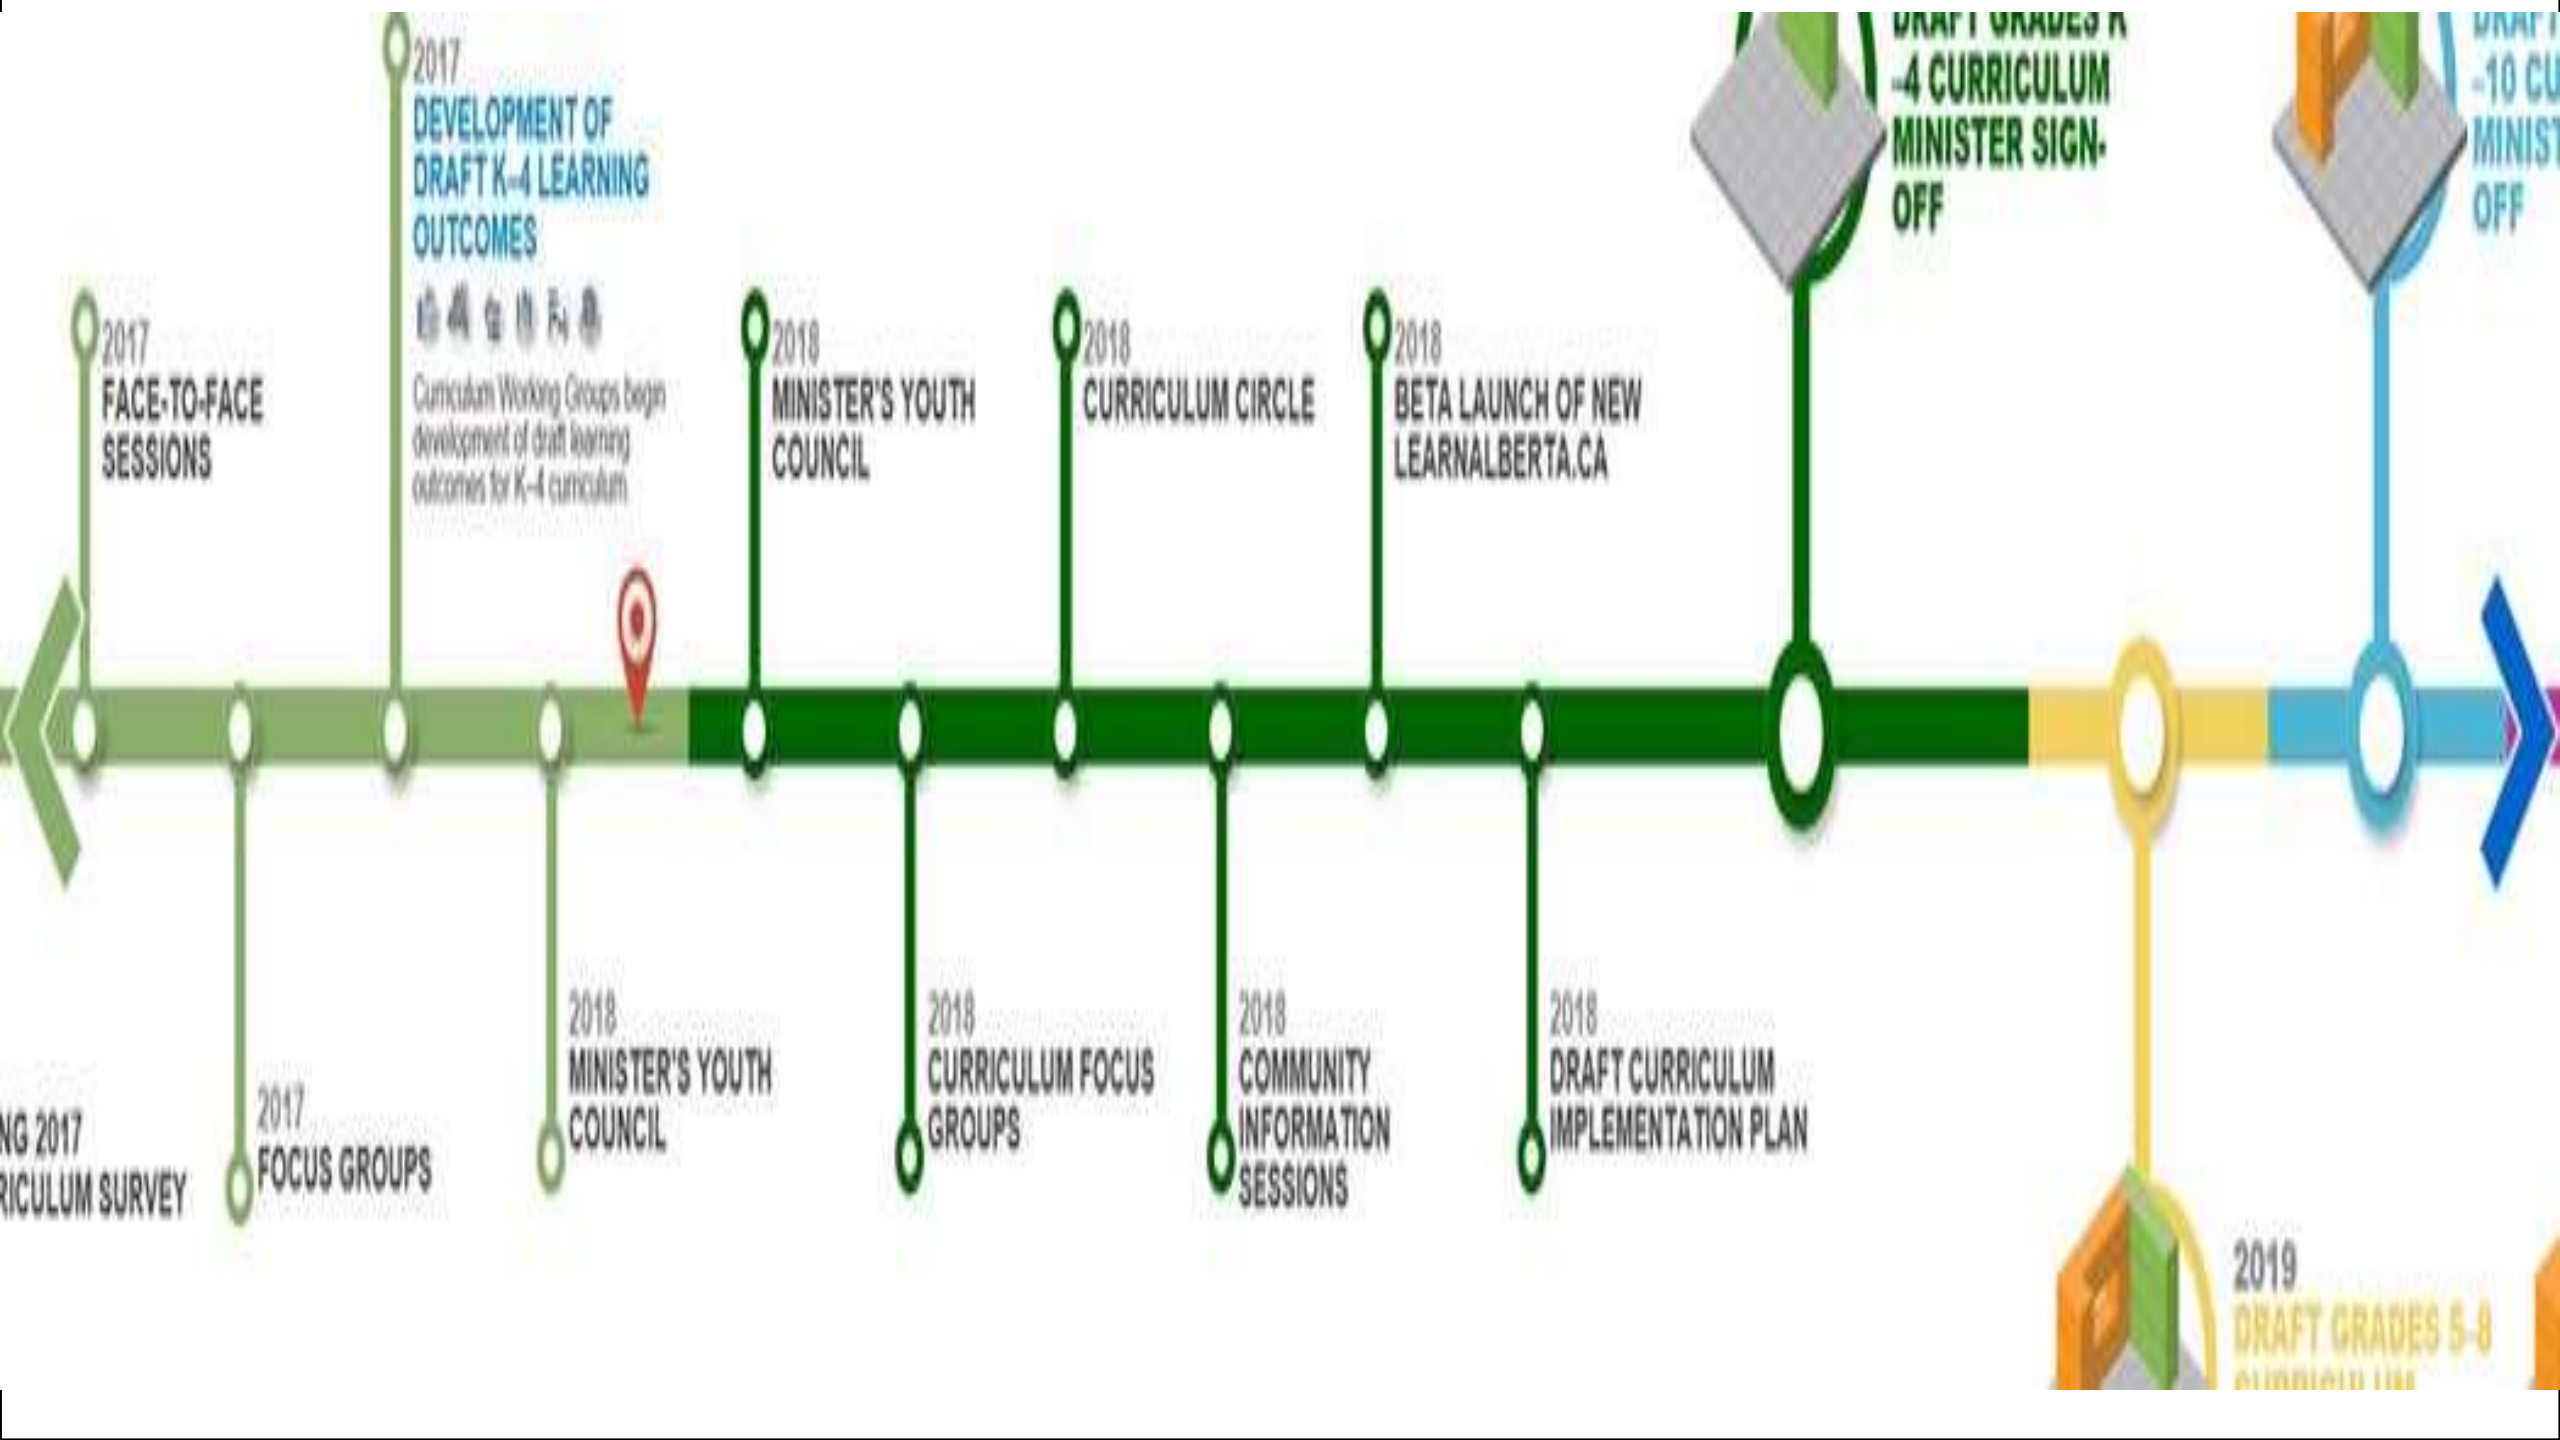 2017
DEVELOPMENT OF
DRAFT K–4 LEARNING
OUTCOMES
Curriculum Working Groups begin
development of draft learning
outcomes for K–4 curriculum.
2017
FACE-TO-FACE
SESSIONS
2018
MINISTER'S YOUTH
COUNCIL
2018
CURRICULUM CIRCLE
2018
BETA LAUNCH OF NEW
LEARNALBERTA.CA
DRAFT GRADES K
–4 CURRICULUM
MINISTER SIGN-
OFF
DRAFT
–10 CU
MINIST
OFF
NG 2017
RICULUM SURVEY
2017
FOCUS GROUPS
2018
MINISTER'S YOUTH
COUNCIL
2018
CURRICULUM FOCUS
GROUPS
2018
COMMUNITY
INFORMATION
SESSIONS
2018
DRAFT CURRICULUM
IMPLEMENTATION PLAN
2019
DRAFT GRADES 5–8
CURRICULUM